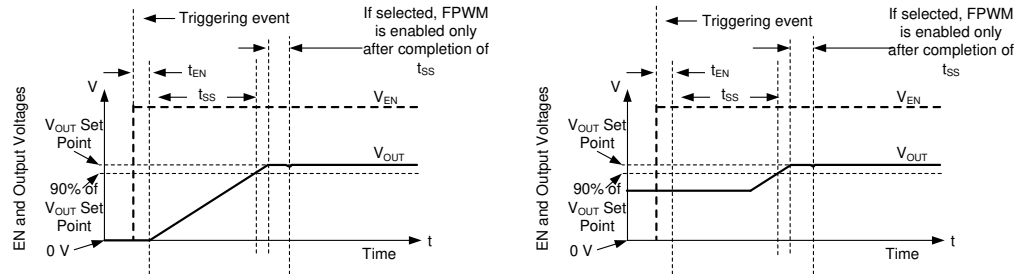 Triggering event
If selected, FPWM
is enabled only
after completion of
tSS
tEN
tSS
V
VEN
EN and Output Voltages
VOUT Set
Point
VOUT
90% of
VOUT Set
Point
0 V
t
Time
Triggering event
If selected, FPWM
is enabled only
after completion of
tSS
tEN
tSS
V
VEN
EN and Output Voltages
VOUT Set
Point
VOUT
90% of
VOUT Set
Point
0 V
t
Time